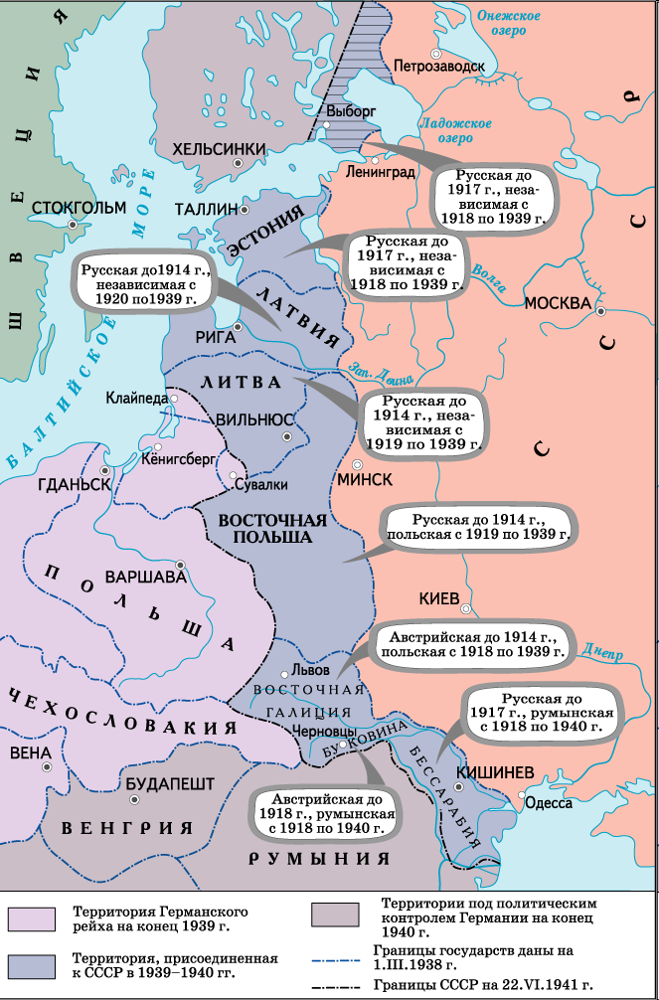 Онежское
озеро
Петрозаводск
ШВЕЦИЯ
Выборг
Ладожское
озеро
ХЕЛЬСИНКИ
Ленинград
Русская до
1917 г., неза-
висимая с
1918 по 1939 г.
СССР
СТОКГОЛЬМ
ТАЛЛИН
ЭСТОНИЯ
Русская до
1917 г., неза-
висимая с
1918 по 1939 г.
БАЛТИЙСКОЕ МОРЕ
Русская до1914 г.,
независимая с
1920 по1939 г.
ЛАТВИЯ
Волга
МОСКВА
РИГА
Зап. Двина
ЛИТВА
Клайпеда
ВИЛЬНЮС
Русская до
1914 г., неза-
висимая с
1919 по 1939 г.
Кёнигсберг
ГДАНЬСК
Сувалки
МИНСК
ВОСТОЧНАЯ
ПОЛЬША
Русская до 1914 г.,
польская с 1919 по 1939 г.
ВАРШАВА
ПОЛЬША
КИЕВ
Австрийская до 1914 г.,
польская с 1918 по 1939 г.
Днепр
Львов
ВОСТОЧНАЯ
ГАЛИЦИЯ
ЧЕХОСЛОВАКИЯ
Черновцы
БУКОВИНА
Русская до
1917 г., румынская
с 1918 по 1940 г.
ВЕНА
БЕССАРАБИЯ
КИШИНЕВ
БУДАПЕШТ
Одесса
Австрийская до
1918 г., румынская
с 1918 по 1940 г.
ВЕНГРИЯ
РУМЫНИЯ
Территория Германского
рейха на конец 1939 г.
Территория, присоединенная
к СССР в 1939–1940 гг.
Территории под политическим
контролем Германии на конец
1940 г.
Границы государств даны на
1.III.1938 г.
Границы СССР на 22.VI.1941 г.